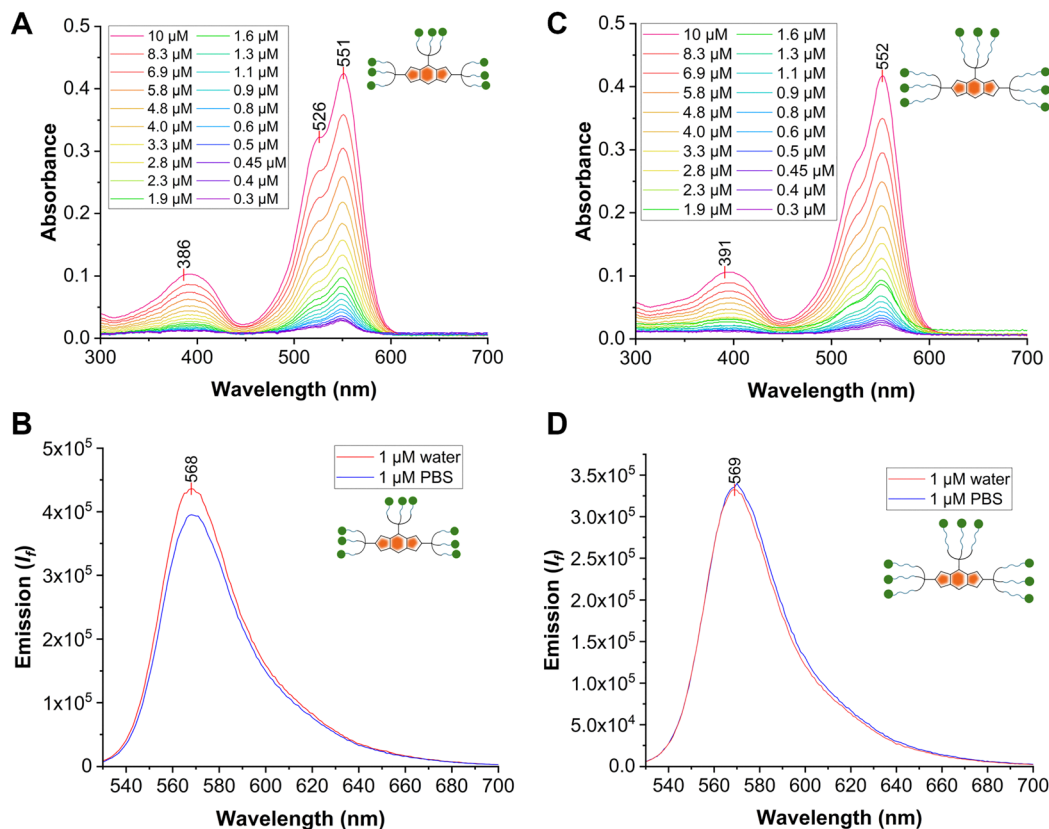 A
0.5
0.4
0.3
0.2
0.1
0.0
Absorbance
10 µM 1.6 µM
8.3 µM 1.3 µM
6.9 µM 1.1 µM
5.8 µM 0.9 µM
4.8 µM 0.8 µM
4.0 µM 0.6 µM
3.3 µM 0.5 µM
2.8 µM 0.45 µM
2.3 µM 0.4 µM
1.9 µM 0.3 µM
386
526
551
300 400 500 600 700
Wavelength (nm)
C
0.5
0.4
0.3
0.2
0.1
0.0
Absorbance
10 µM 1.6 µM
8.3 µM 1.3 µM
6.9 µM 1.1 µM
5.8 µM 0.9 µM
4.8 µM 0.8 µM
4.0 µM 0.6 µM
3.3 µM 0.5 µM
2.8 µM 0.45 µM
2.3 µM 0.4 µM
1.9 µM 0.3 µM
391
552
300 400 500 600 700
Wavelength (nm)
B
5x10⁵
4x10⁵
3x10⁵
2x10⁵
1x10⁵
0
Emission (If)
568
1 µM water
1 µM PBS
540 560 580 600 620 640 660 680 700
Wavelength (nm)
D
3.5x10⁵
3.0x10⁵
2.5x10⁵
2.0x10⁵
1.5x10⁵
1.0x10⁵
5.0x10⁴
0.0
Emission (If)
569
1 µM water
1 µM PBS
540 560 580 600 620 640 660 680 700
Wavelength (nm)